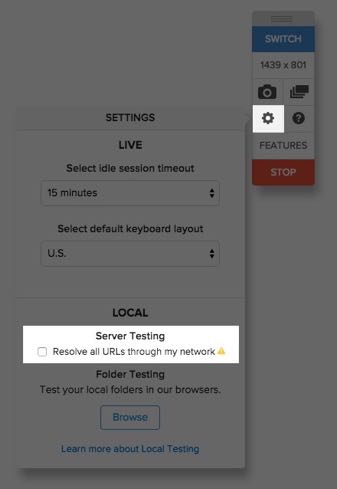 SWITCH
1439 x 801
SETTINGS
FEATURES
STOP
LIVE
Select idle session timeout
15 minutes
Select default keyboard layout
U.S.
LOCAL
Server Testing
Resolve all URLs through my network
Folder Testing
Test your local folders in our browsers.
Browse
Learn more about Local Testing